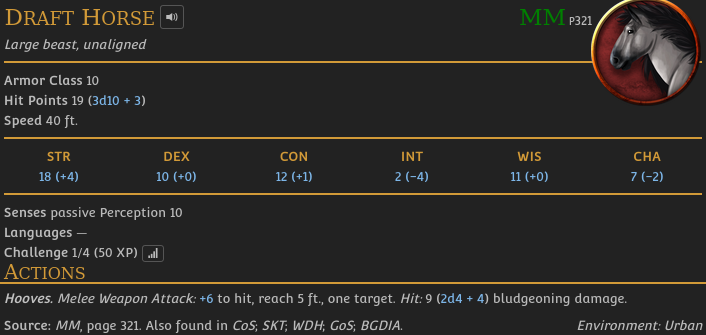 Draft Horse
MM P321
Large beast, unaligned
Armor Class 10
Hit Points 19 (3d10 + 3)
Speed 40 ft.
STR DEX CON INT WIS CHA
18 (+4) 10 (+0) 12 (+1) 2 (−4) 11 (+0) 7 (−2)
Senses passive Perception 10
Languages —
Challenge 1/4 (50 XP)
Actions
Hooves. Melee Weapon Attack: +6 to hit, reach 5 ft., one target. Hit: 9 (2d4 + 4) bludgeoning damage.
Source: MM, page 321. Also found in CoS; SKT; WDH; GoS; BGDIA. Environment: Urban